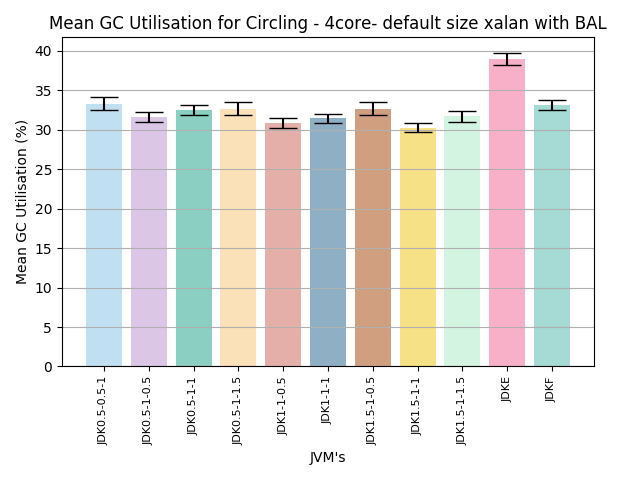 Mean GC Utilisation for Circling - 4core- default size xalan with BAL
Mean GC Utilisation (%)
40
35
30
25
20
15
10
5
0
JDK0.5-0.5-1
JDK0.5-1-0.5
JDK0.5-1-1
JDK0.5-1-1.5
JDK1-1-0.5
JDK1-1-1
JDK1.5-1-0.5
JDK1.5-1-1
JDK1.5-1-1.5
JDKE
JDKF
JVM's